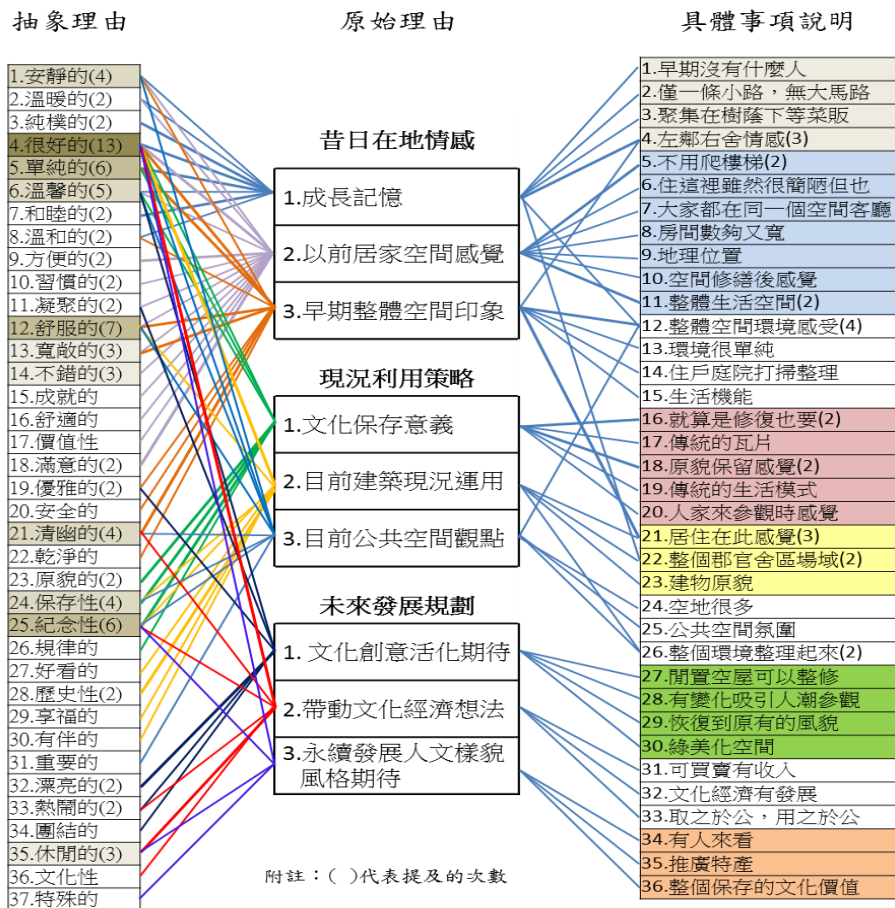 抽象理由
1.安靜的(4)
2.溫暖的(2)
3.純樸的(2)
4.很好的(13)
5.單純的(6)
6.溫馨的(5)
7.和睦的(2)
8.溫和的(2)
9.方便的(2)
10.習慣的(2)
11.凝聚的(2)
12.舒服的(7)
13.寬敞的(3)
14.不錯的(3)
15.成就的
16.舒適的
17.價值性
18.滿意的(2)
19.優雅的(2)
20.安全的
21.清幽的(4)
22.乾淨的
23.原貌的(2)
24.保存性(4)
25.紀念性(6)
26.規律的
27.好看的
28.歷史性(2)
29.享福的
30.有伴的
31.重要的
32.漂亮的(2)
33.熱鬧的(2)
34.團結的
35.休閒的(3)
36.文化性
37.特殊的
原始理由
昔日在地情感
1.成長記憶
2.以前居家空間感覺
3.早期整體空間印象
現況利用策略
1.文化保存意義
2.目前建築現況運用
3.目前公共空間觀點
未來發展規劃
1. 文化創意活化期待
2.帶動文化經濟想法
3.永續發展人文樣貌
風格期待
附註：( )代表提及的次數
具體事項說明
1.早期沒有什麼人
2.僅一條小路，無大馬路
3.聚集在樹蔭下等菜販
4.左鄰右舍情感(3)
5.不用爬樓梯(2)
6.住這裡雖然很簡陋但也
7.大家都在同一個空間客廳
8.房間數夠又寬
9.地理位置
10.空間修繕後感覺
11.整體生活空間(2)
12.整體空間環境感受(4)
13.環境很單純
14.住戶庭院打掃整理
15.生活機能
16.就算是修復也要(2)
17.傳統的瓦片
18.原貌保留感覺(2)
19.傳統的生活模式
20.人家來參觀時感覺
21.居住在此感覺(3)
22.整個郡官舍區場域(2)
23.建物原貌
24.空地很多
25.公共空間氛圍
26.整個環境整理起來(2)
27.閒置空屋可以整修
28.有變化吸引人潮參觀
29.恢復到原有的風貌
30.綠美化空間
31.可買賣有收入
32.文化經濟有發展
33.取之於公，用之於公
34.有人來看
35.推廣特產
36.整個保存的文化價值